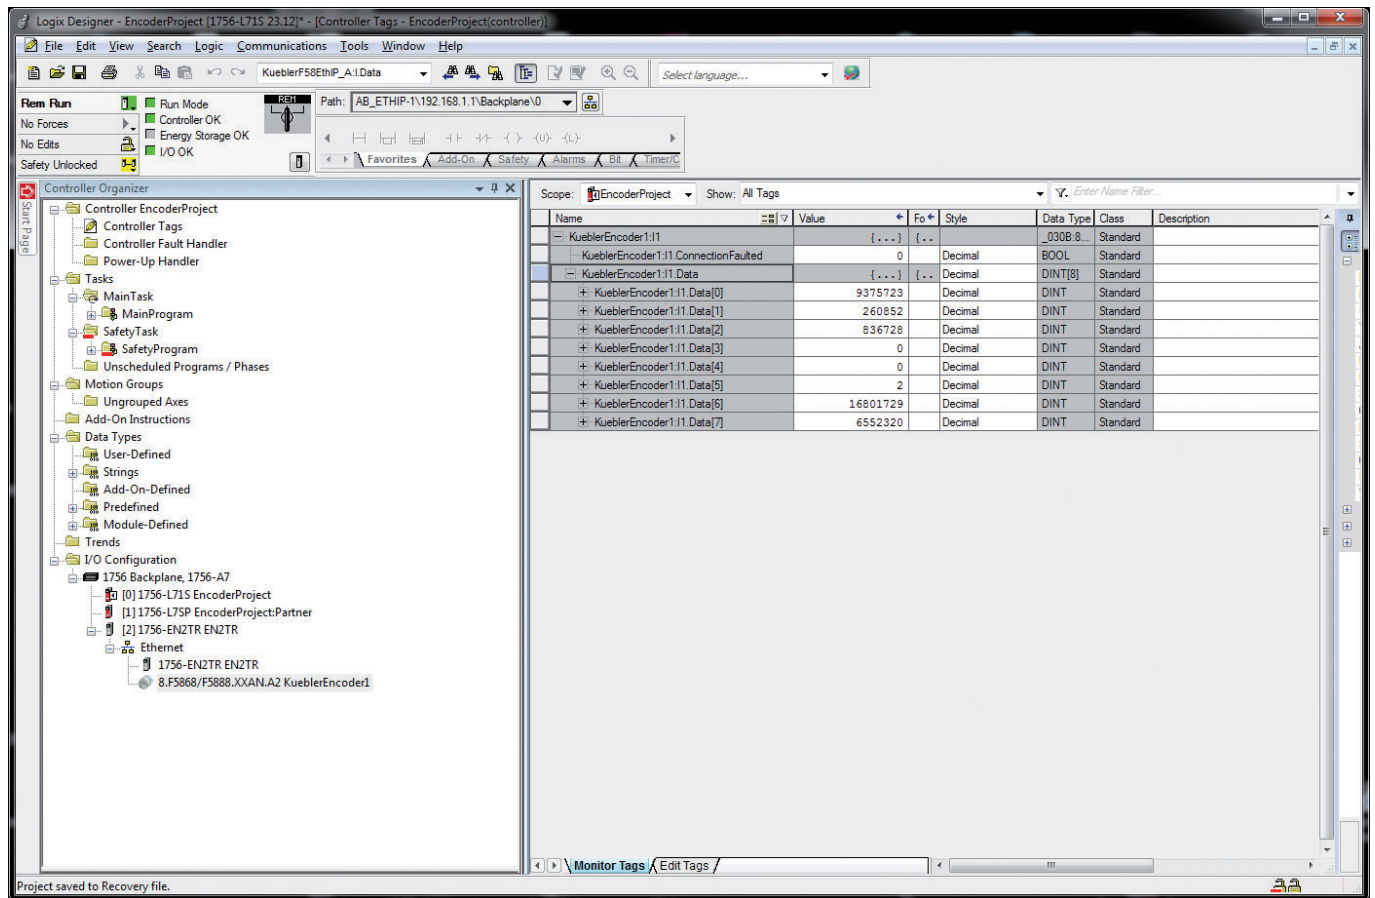 Logix Designer - EncoderProject [1756-L71S 23.12]* - [Controller Tags - EncoderProject(controller)]
File Edit View Search Logic Communications Tools Window Help
KueblerF58EthIP_A:I.Data
Select language...
Rem Run
No Forces
No Edits
Safety Unlocked
Run Mode
Controller OK
Energy Storage OK
I/O OK
REM
Path: AB_ETHIP-1\192.168.1.1\Backplane\0
Favorites Add-On Safety Alarms Bit Timer/C
Start Page
Controller Organizer
Controller EncoderProject
Controller Tags
Controller Fault Handler
Power-Up Handler
Tasks
MainTask
MainProgram
SafetyTask
SafetyProgram
Unscheduled Programs / Phases
Motion Groups
Ungrouped Axes
Add-On Instructions
Data Types
User-Defined
Strings
Add-On-Defined
Predefined
Module-Defined
Trends
I/O Configuration
1756 Backplane, 1756-A7
[0] 1756-L71S EncoderProject
[1] 1756-L7SP EncoderProject:Partner
[2] 1756-EN2TR EN2TR
Ethernet
1756-EN2TR EN2TR
8.F5868/F5888.XXAN.A2 KueblerEncoder1
Scope: EncoderProject Show: All Tags Enter Name Filter...
Name Value Fo Style Data Type Class Description
KueblerEncoder1:I1 {...} {.. _030B:8... Standard
KueblerEncoder1:I1.ConnectionFaulted 0 Decimal BOOL Standard
KueblerEncoder1:I1.Data {...} {.. Decimal DINT[8] Standard
KueblerEncoder1:I1.Data[0] 9375723 Decimal DINT Standard
KueblerEncoder1:I1.Data[1] 260852 Decimal DINT Standard
KueblerEncoder1:I1.Data[2] 836728 Decimal DINT Standard
KueblerEncoder1:I1.Data[3] 0 Decimal DINT Standard
KueblerEncoder1:I1.Data[4] 0 Decimal DINT Standard
KueblerEncoder1:I1.Data[5] 2 Decimal DINT Standard
KueblerEncoder1:I1.Data[6] 16801729 Decimal DINT Standard
KueblerEncoder1:I1.Data[7] 6552320 Decimal DINT Standard
Monitor Tags Edit Tags
Project saved to Recovery file.